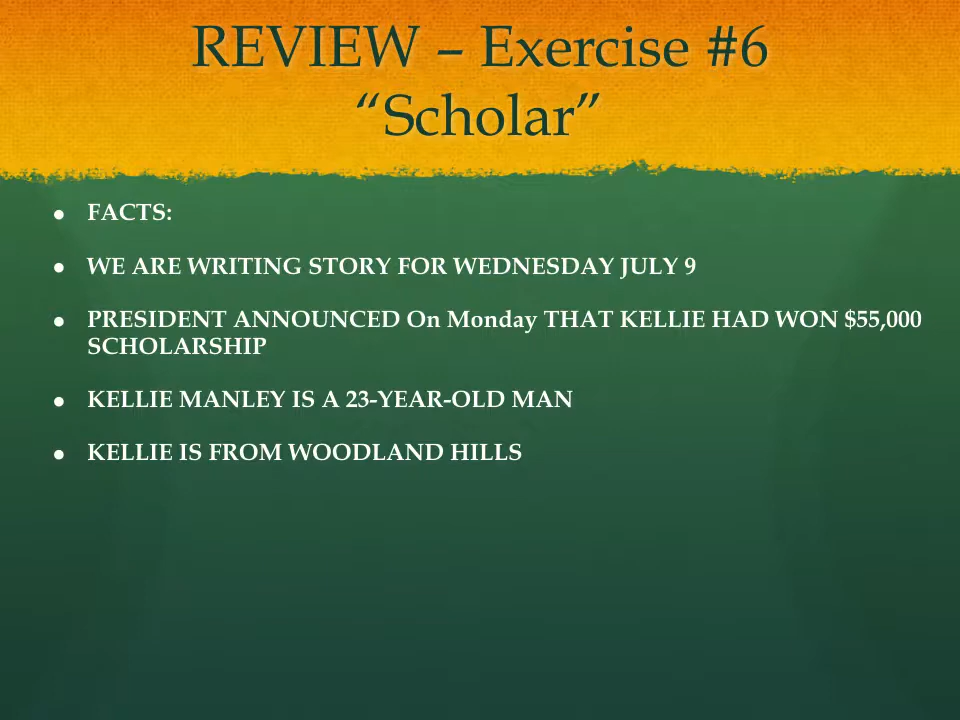 REVIEW – Exercise #6
“Scholar”
• FACTS:
• WE ARE WRITING STORY FOR WEDNESDAY JULY 9
• PRESIDENT ANNOUNCED On Monday THAT KELLIE HAD WON $55,000
SCHOLARSHIP
• KELLIE MANLEY IS A 23-YEAR-OLD MAN
• KELLIE IS FROM WOODLAND HILLS